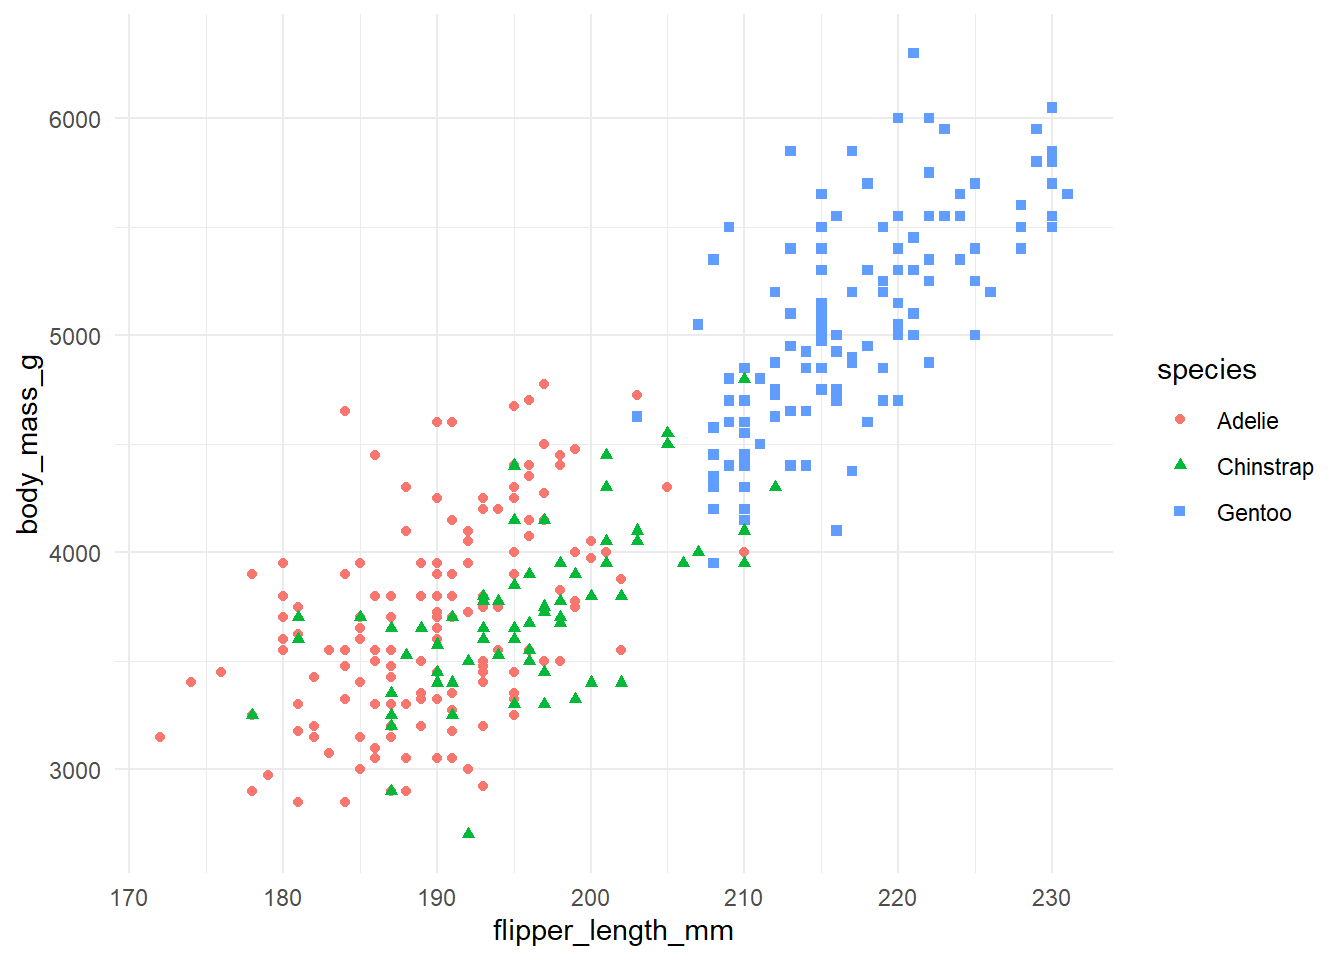 6000
5000
4000
3000
body_mass_g
170 180 190 200 210 220 230
flipper_length_mm
species
Adelie
Chinstrap
Gentoo